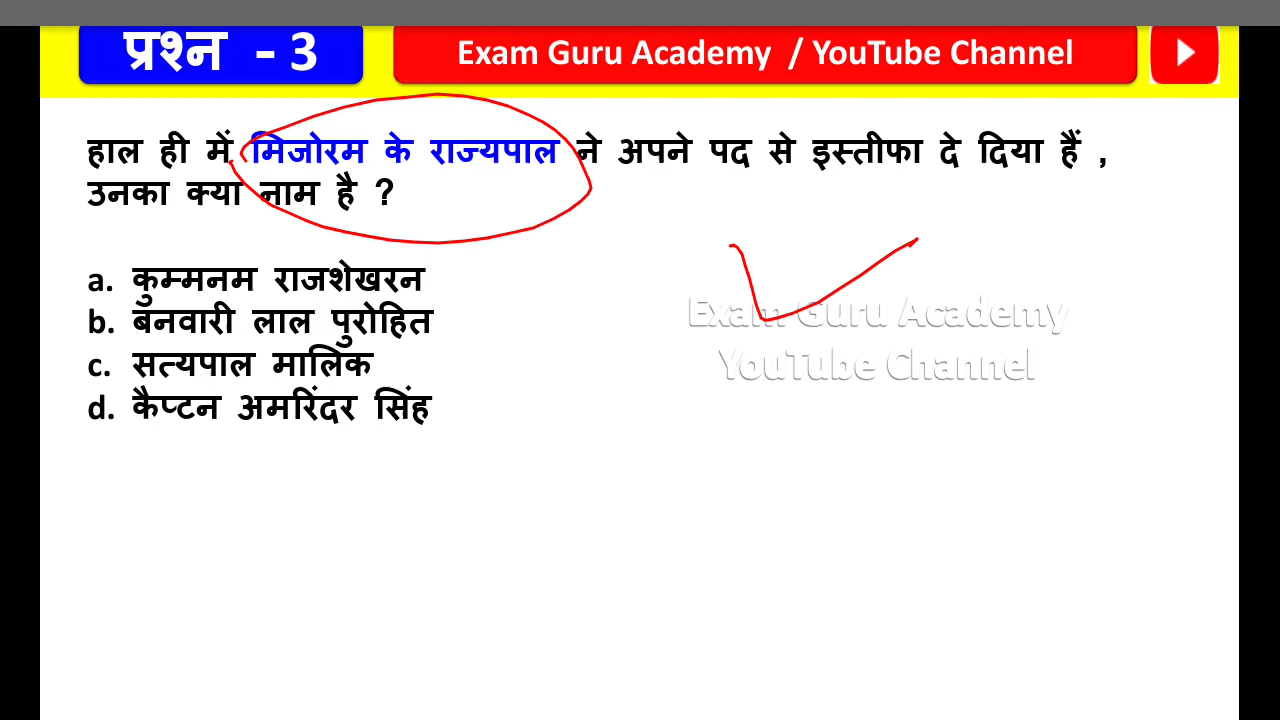 प्रश्न - 3
Exam Guru Academy / YouTube Channel
हाल ही में मिजोरम के राज्यपाल ने अपने पद से इस्तीफा दे दिया हैं ,
उनका क्या नाम है ?
a. कुम्मनम राजशेखरन
b. बनवारी लाल पुरोहित
c. सत्यपाल मालिक
d. कैप्टन अमरिंदर सिंह
Exam Guru Academy
YouTube Channel